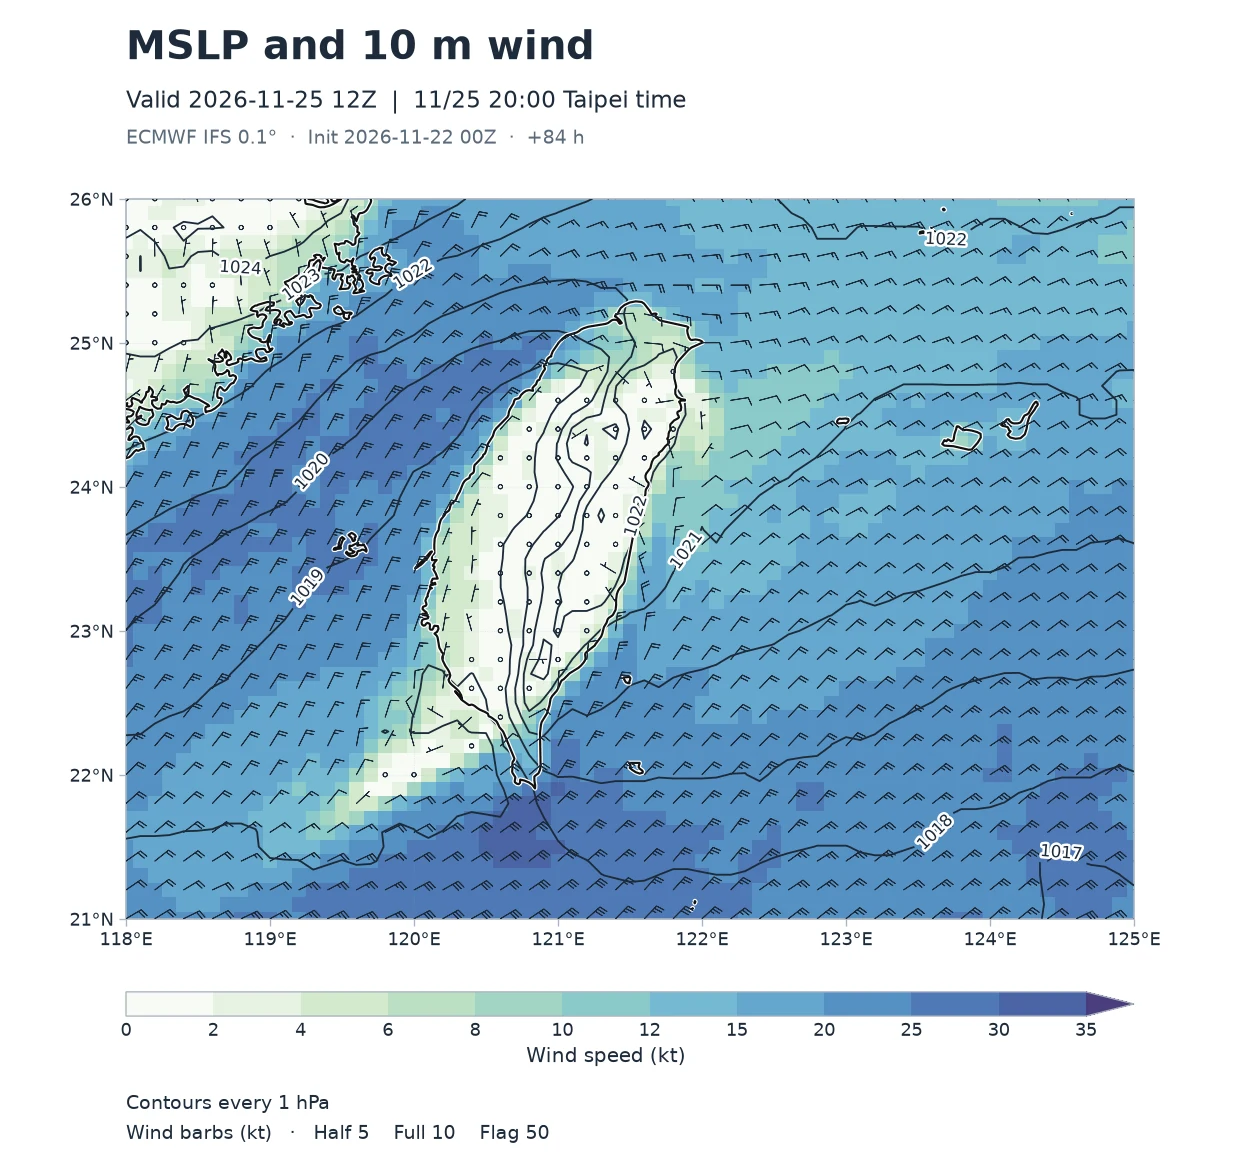 MSLP and 10 m wind
Valid 2026-11-25 12Z | 11/25 20:00 Taipei time
ECMWF IFS 0.1° · Init 2026-11-22 00Z · +84 h
26°N
1022
1024
1023
1022
25°N
1020
24°N
1022
1021
1019
23°N
22°N
1018
1017
21°N
118°E 119°E 120°E 121°E 122°E 123°E 124°E 125°E
0 2 4 6 8 10 12 15 20 25 30 35
Wind speed (kt)
Contours every 1 hPa
Wind barbs (kt) · Half 5 Full 10 Flag 50